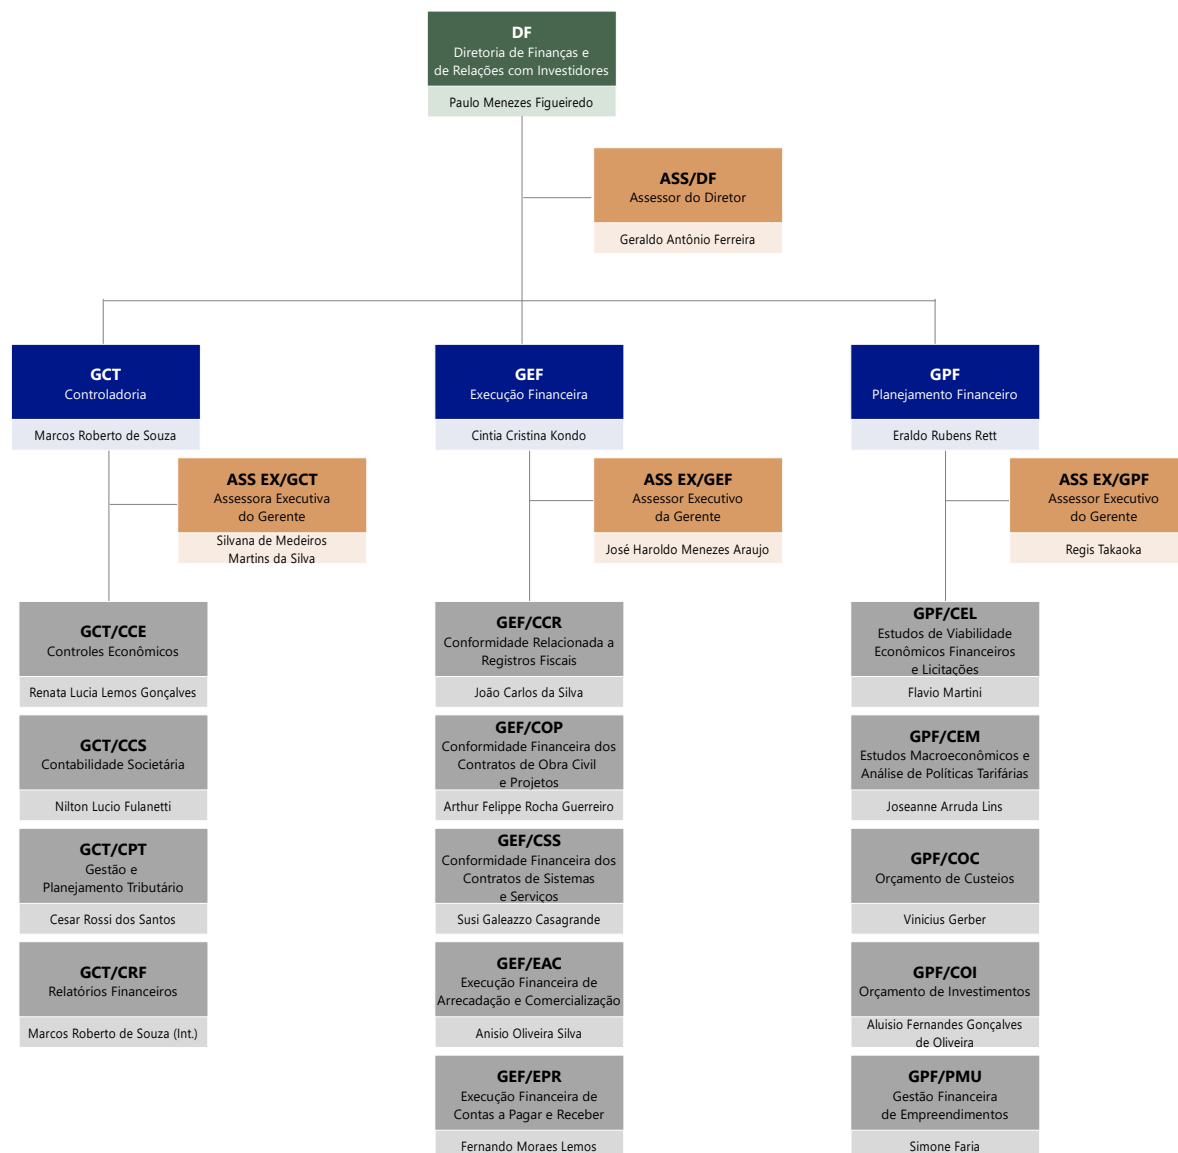 DF
Diretoria de Finanças e
de Relações com Investidores
Paulo Menezes Figueiredo
ASS/DF
Assessor do Diretor
Geraldo Antônio Ferreira
GCT
Controladoria
Marcos Roberto de Souza
ASS EX/GCT
Assessora Executiva
do Gerente
Silvana de Medeiros
Martins da Silva
GCT/CCE
Controles Econômicos
Renata Lucia Lemos Gonçalves
GCT/CCS
Contabilidade Societária
Nilton Lucio Fulanetti
GCT/CPT
Gestão e
Planejamento Tributário
Cesar Rossi dos Santos
GCT/CRF
Relatórios Financeiros
Marcos Roberto de Souza (Int.)
GEF
Execução Financeira
Cintia Cristina Kondo
ASS EX/GEF
Assessor Executivo
da Gerente
José Haroldo Menezes Araujo
GEF/CCR
Conformidade Relacionada a
Registros Fiscais
João Carlos da Silva
GEF/COP
Conformidade Financeira dos
Contratos de Obra Civil
e Projetos
Arthur Felippe Rocha Guerreiro
GEF/CSS
Conformidade Financeira dos
Contratos de Sistemas
e Serviços
Susi Galeazzo Casagrande
GEF/EAC
Execução Financeira de
Arrecadação e Comercialização
Anisio Oliveira Silva
GEF/EPR
Execução Financeira de
Contas a Pagar e Receber
Fernando Moraes Lemos
GPF
Planejamento Financeiro
Eraldo Rubens Rett
ASS EX/GPF
Assessor Executivo
do Gerente
Regis Takaoka
GPF/CEL
Estudos de Viabilidade
Econômicos Financeiros
e Licitações
Flavio Martini
GPF/CEM
Estudos Macroeconômicos e
Análise de Políticas Tarifárias
Joseanne Arruda Lins
GPF/COC
Orçamento de Custeios
Vinicius Gerber
GPF/COI
Orçamento de Investimentos
Aluisio Fernandes Gonçalves
de Oliveira
GPF/PMU
Gestão Financeira
de Empreendimentos
Simone Faria